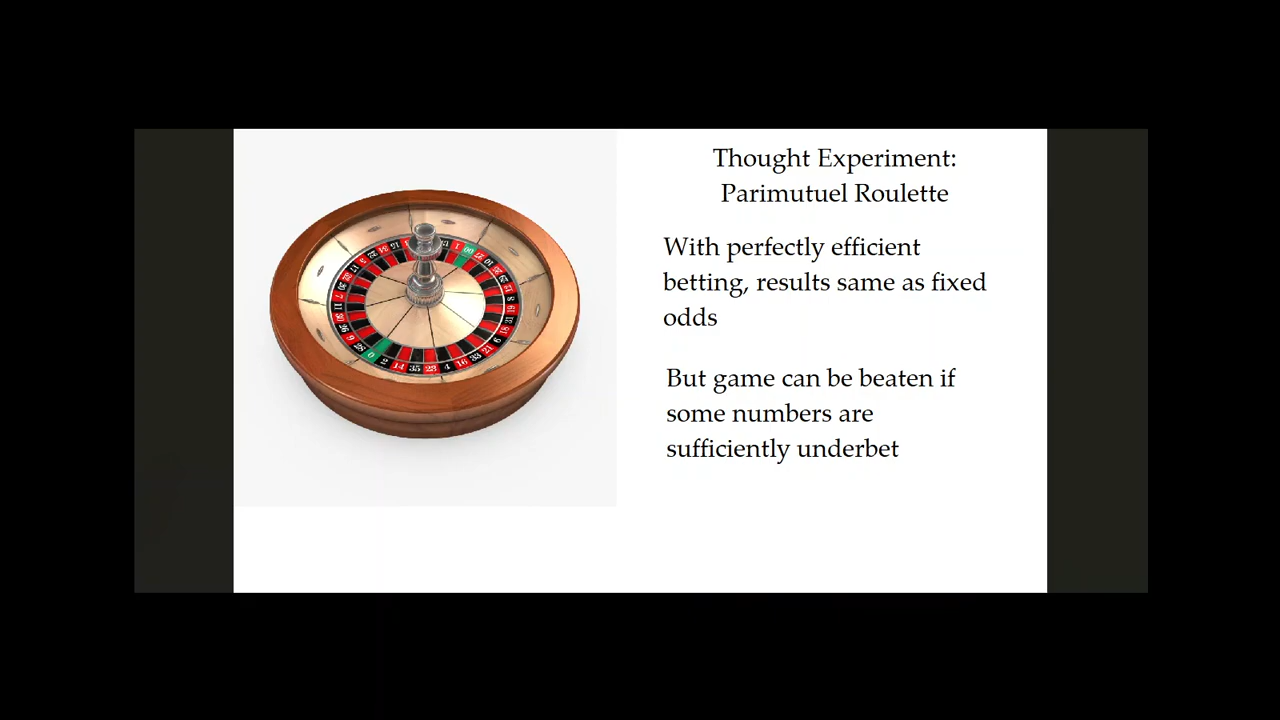 Thought Experiment:
Parimutuel Roulette
With perfectly efficient
betting, results same as fixed
odds
But game can be beaten if
some numbers are
sufficiently underbet